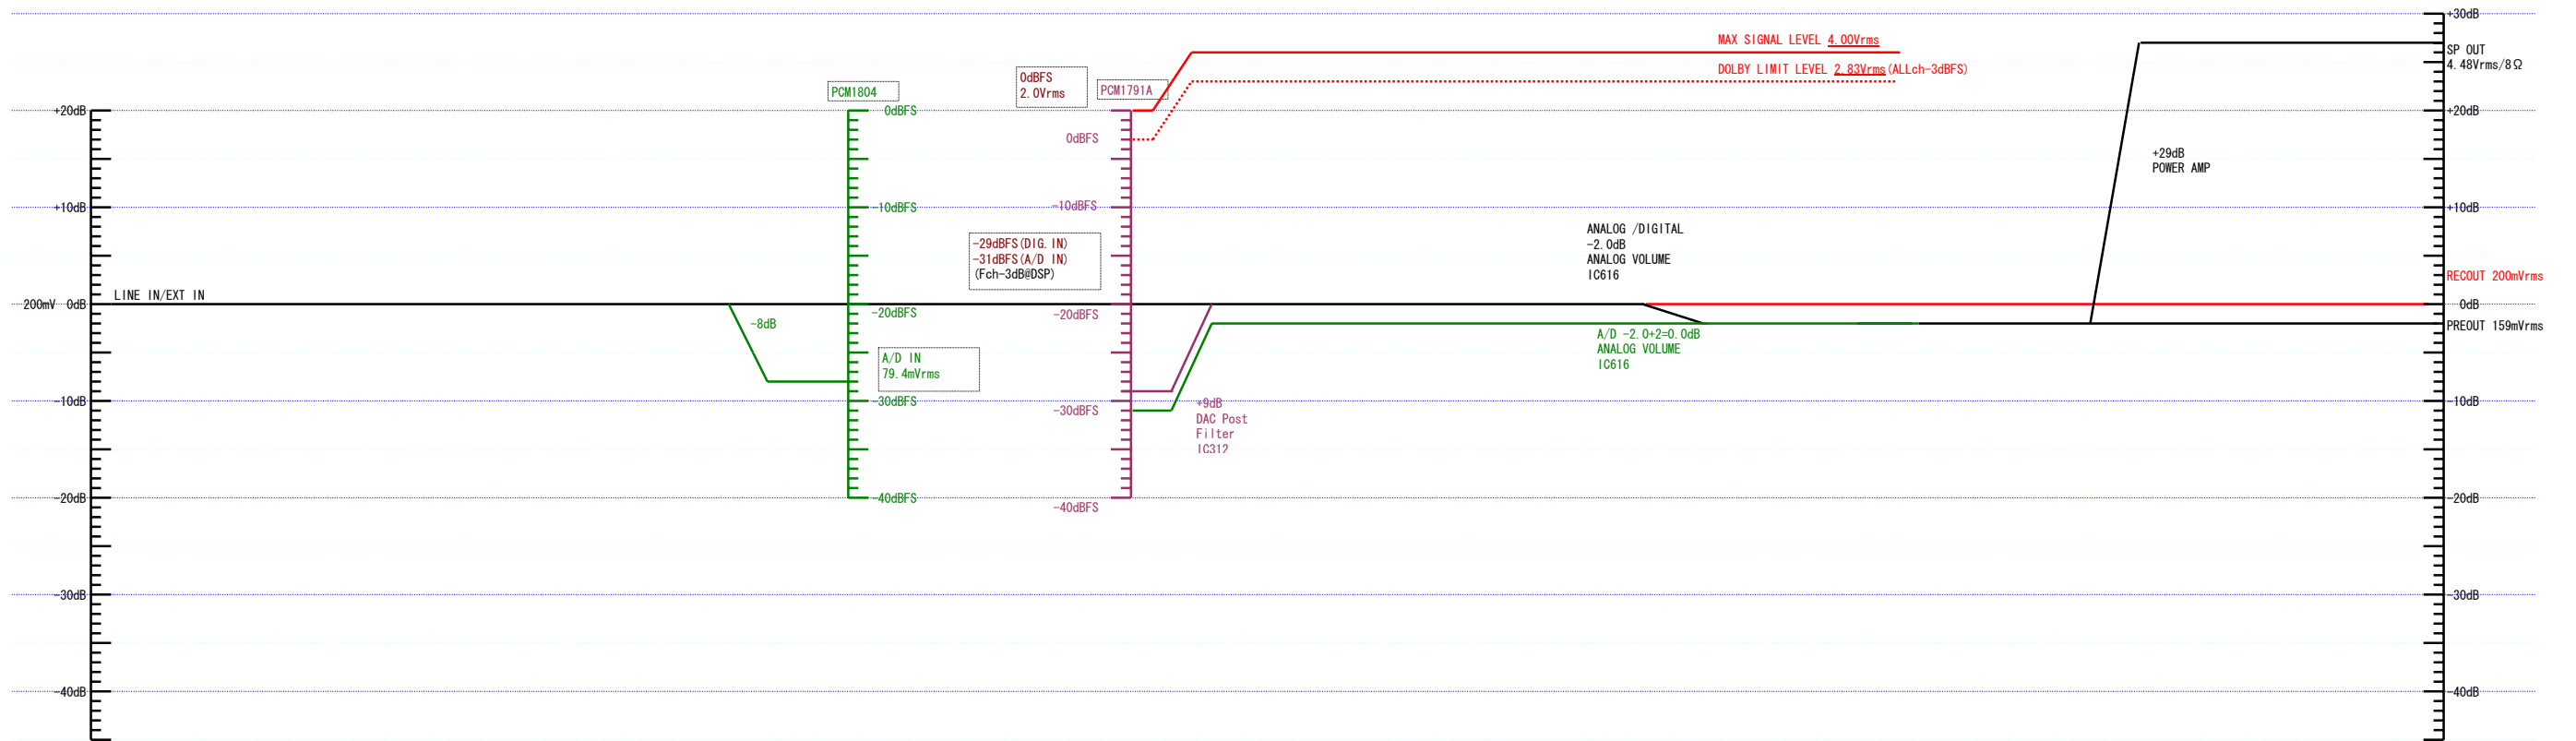 +20dB
+10dB
200mV 0dB
-10dB
-20dB
-30dB
-40dB
LINE IN/EXT IN
-8dB
PCM1804
0dBFS
-10dBFS
-20dBFS
-30dBFS
-40dBFS
A/D IN
79.4mVrms
0dBFS
2.0Vrms
PCM1791A
0dBFS
-10dBFS
-20dBFS
-30dBFS
-40dBFS
-29dBFS(DIG.IN)
-31dBFS(A/D IN)
(Fch-3dB@DSP)
+9dB
DAC Post
Filter
IC312
MAX SIGNAL LEVEL 4.00Vrms
DOLBY LIMIT LEVEL 2.83Vrms(ALLch-3dBFS)
ANALOG /DIGITAL
-2.0dB
ANALOG VOLUME
IC616
A/D -2.0+2=0.0dB
ANALOG VOLUME
IC616
+29dB
POWER AMP
+30dB
SP OUT
4.48Vrms/8Ω
+20dB
+10dB
RECOUT 200mVrms
0dB
PREOUT 159mVrms
-10dB
-20dB
-30dB
-40dB